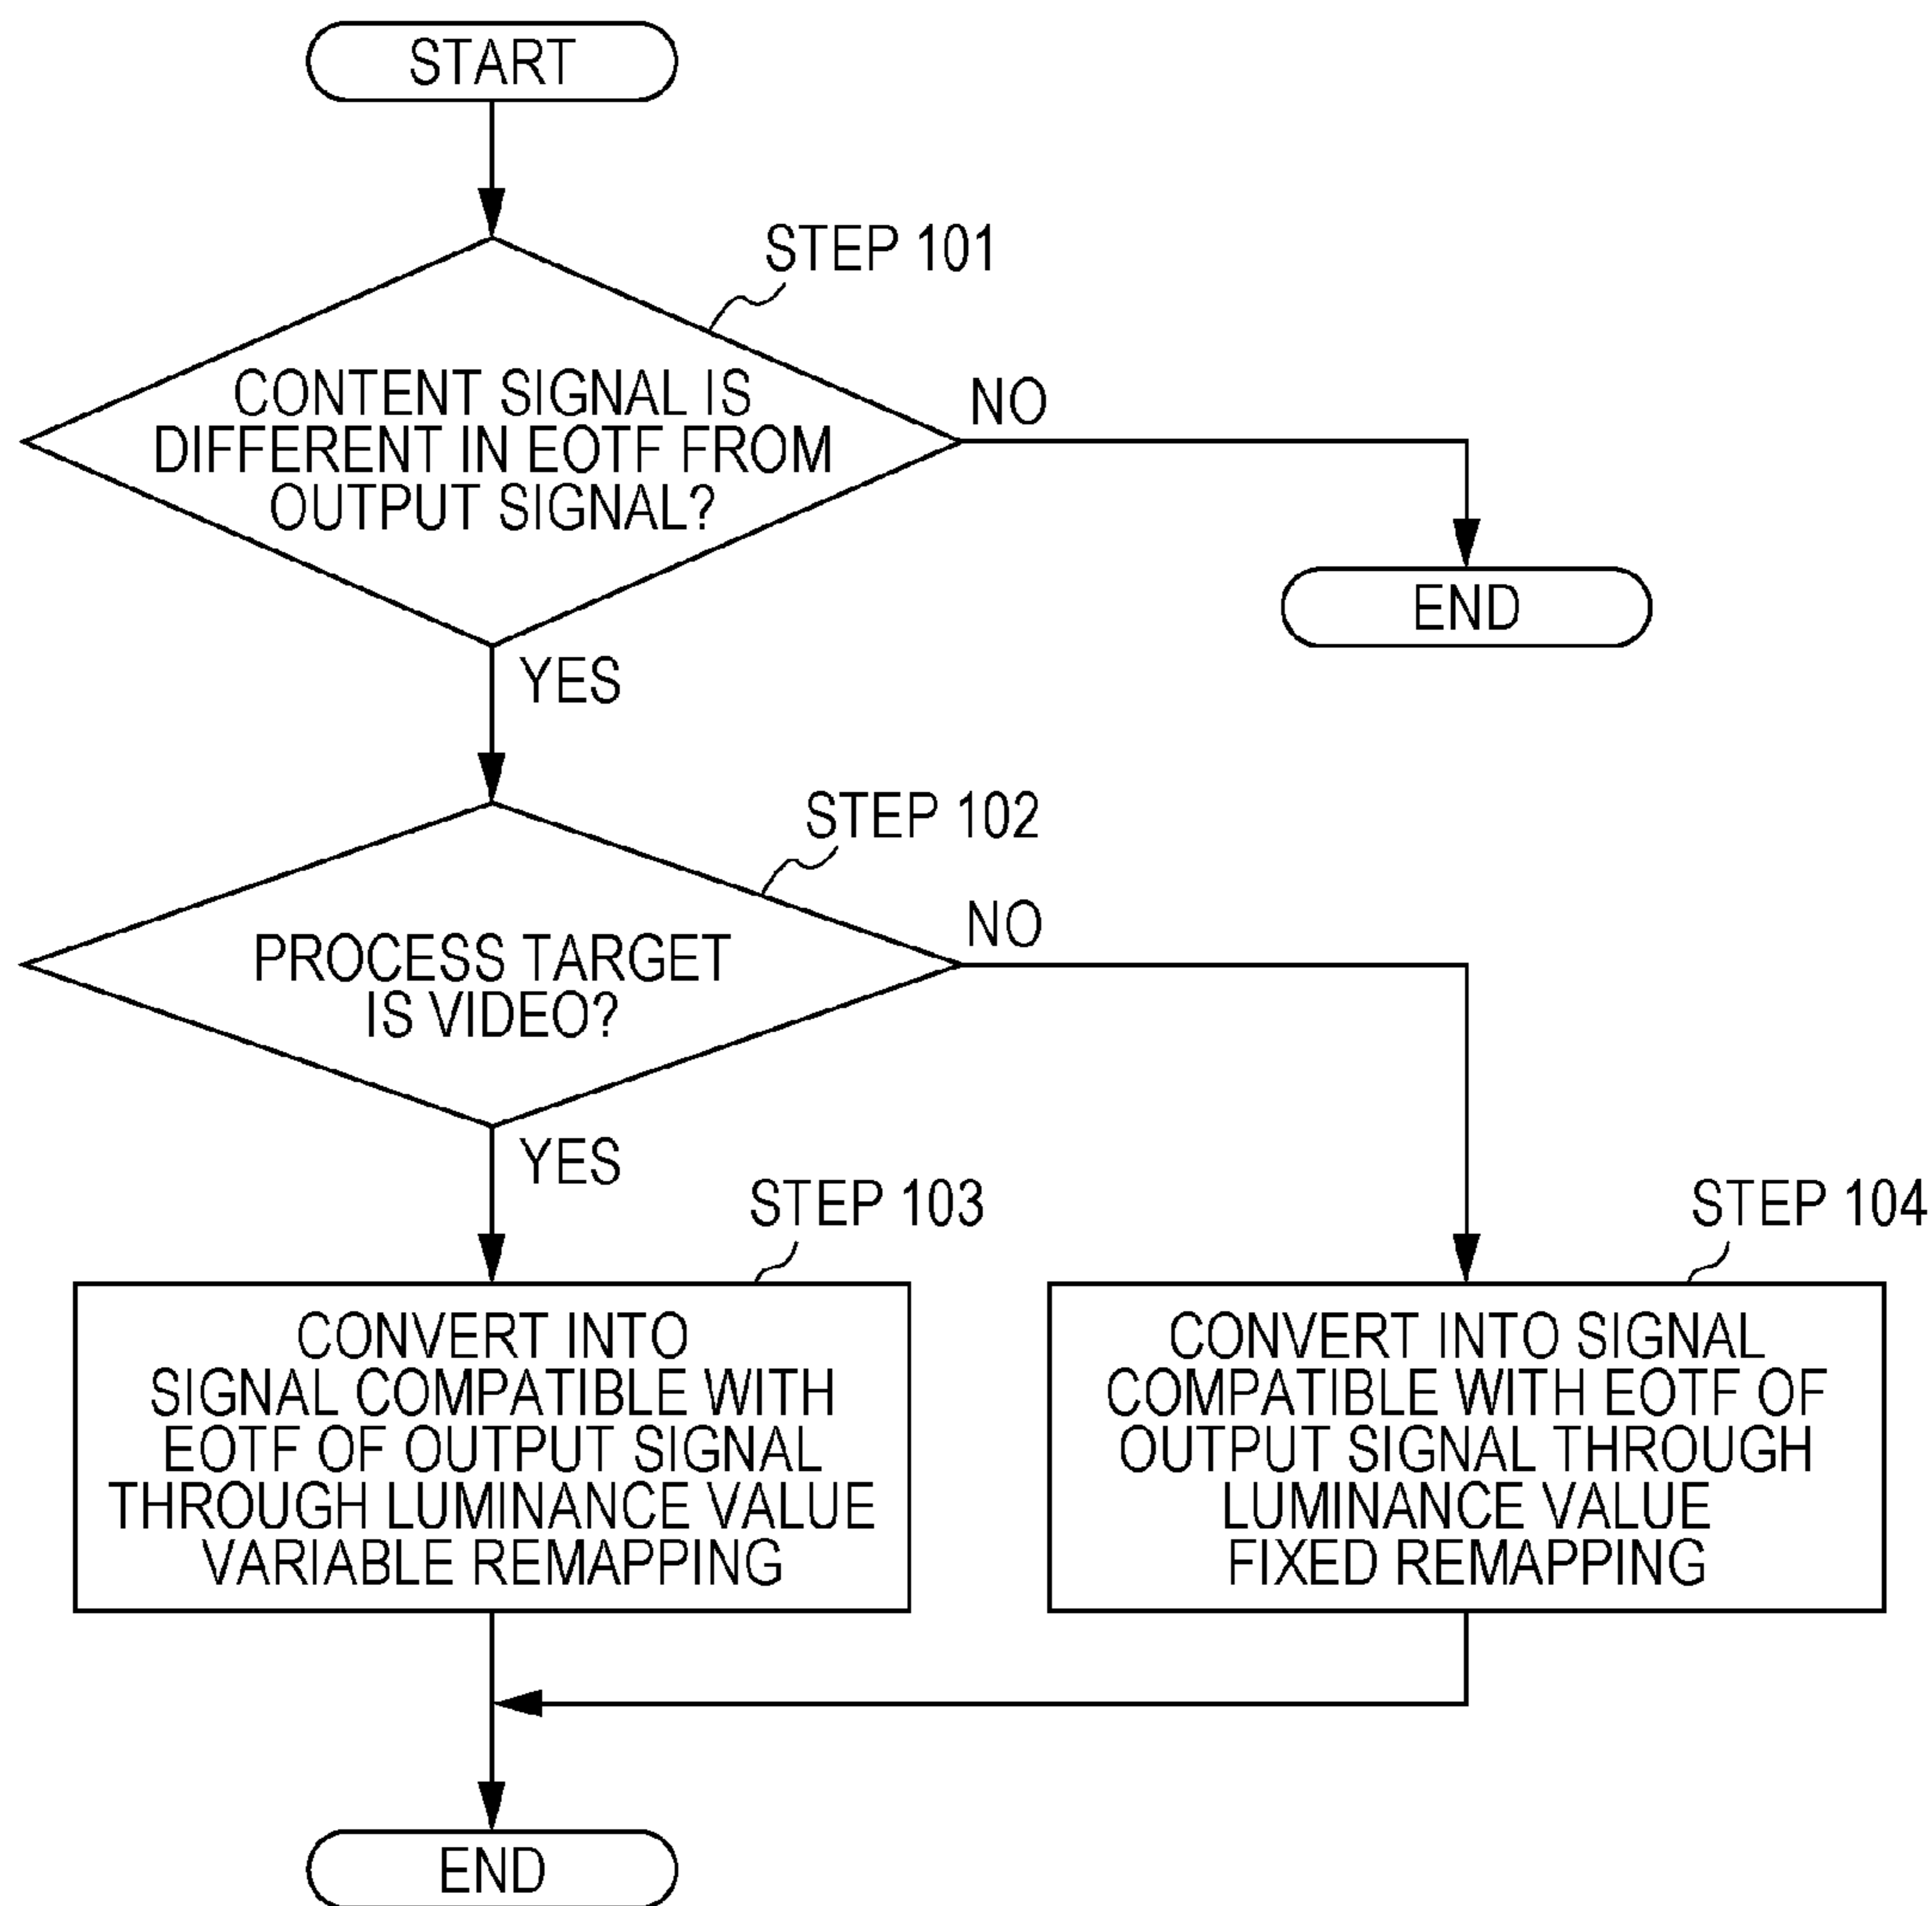 START
STEP 101
CONTENT SIGNAL IS
DIFFERENT IN EOTF FROM
OUTPUT SIGNAL?
NO
END
YES
STEP 102
PROCESS TARGET
IS VIDEO?
NO
YES
STEP 103
CONVERT INTO
SIGNAL COMPATIBLE WITH
EOTF OF OUTPUT SIGNAL
THROUGH LUMINANCE VALUE
VARIABLE REMAPPING
STEP 104
CONVERT INTO SIGNAL
COMPATIBLE WITH EOTF OF
OUTPUT SIGNAL THROUGH
LUMINANCE VALUE
FIXED REMAPPING
END